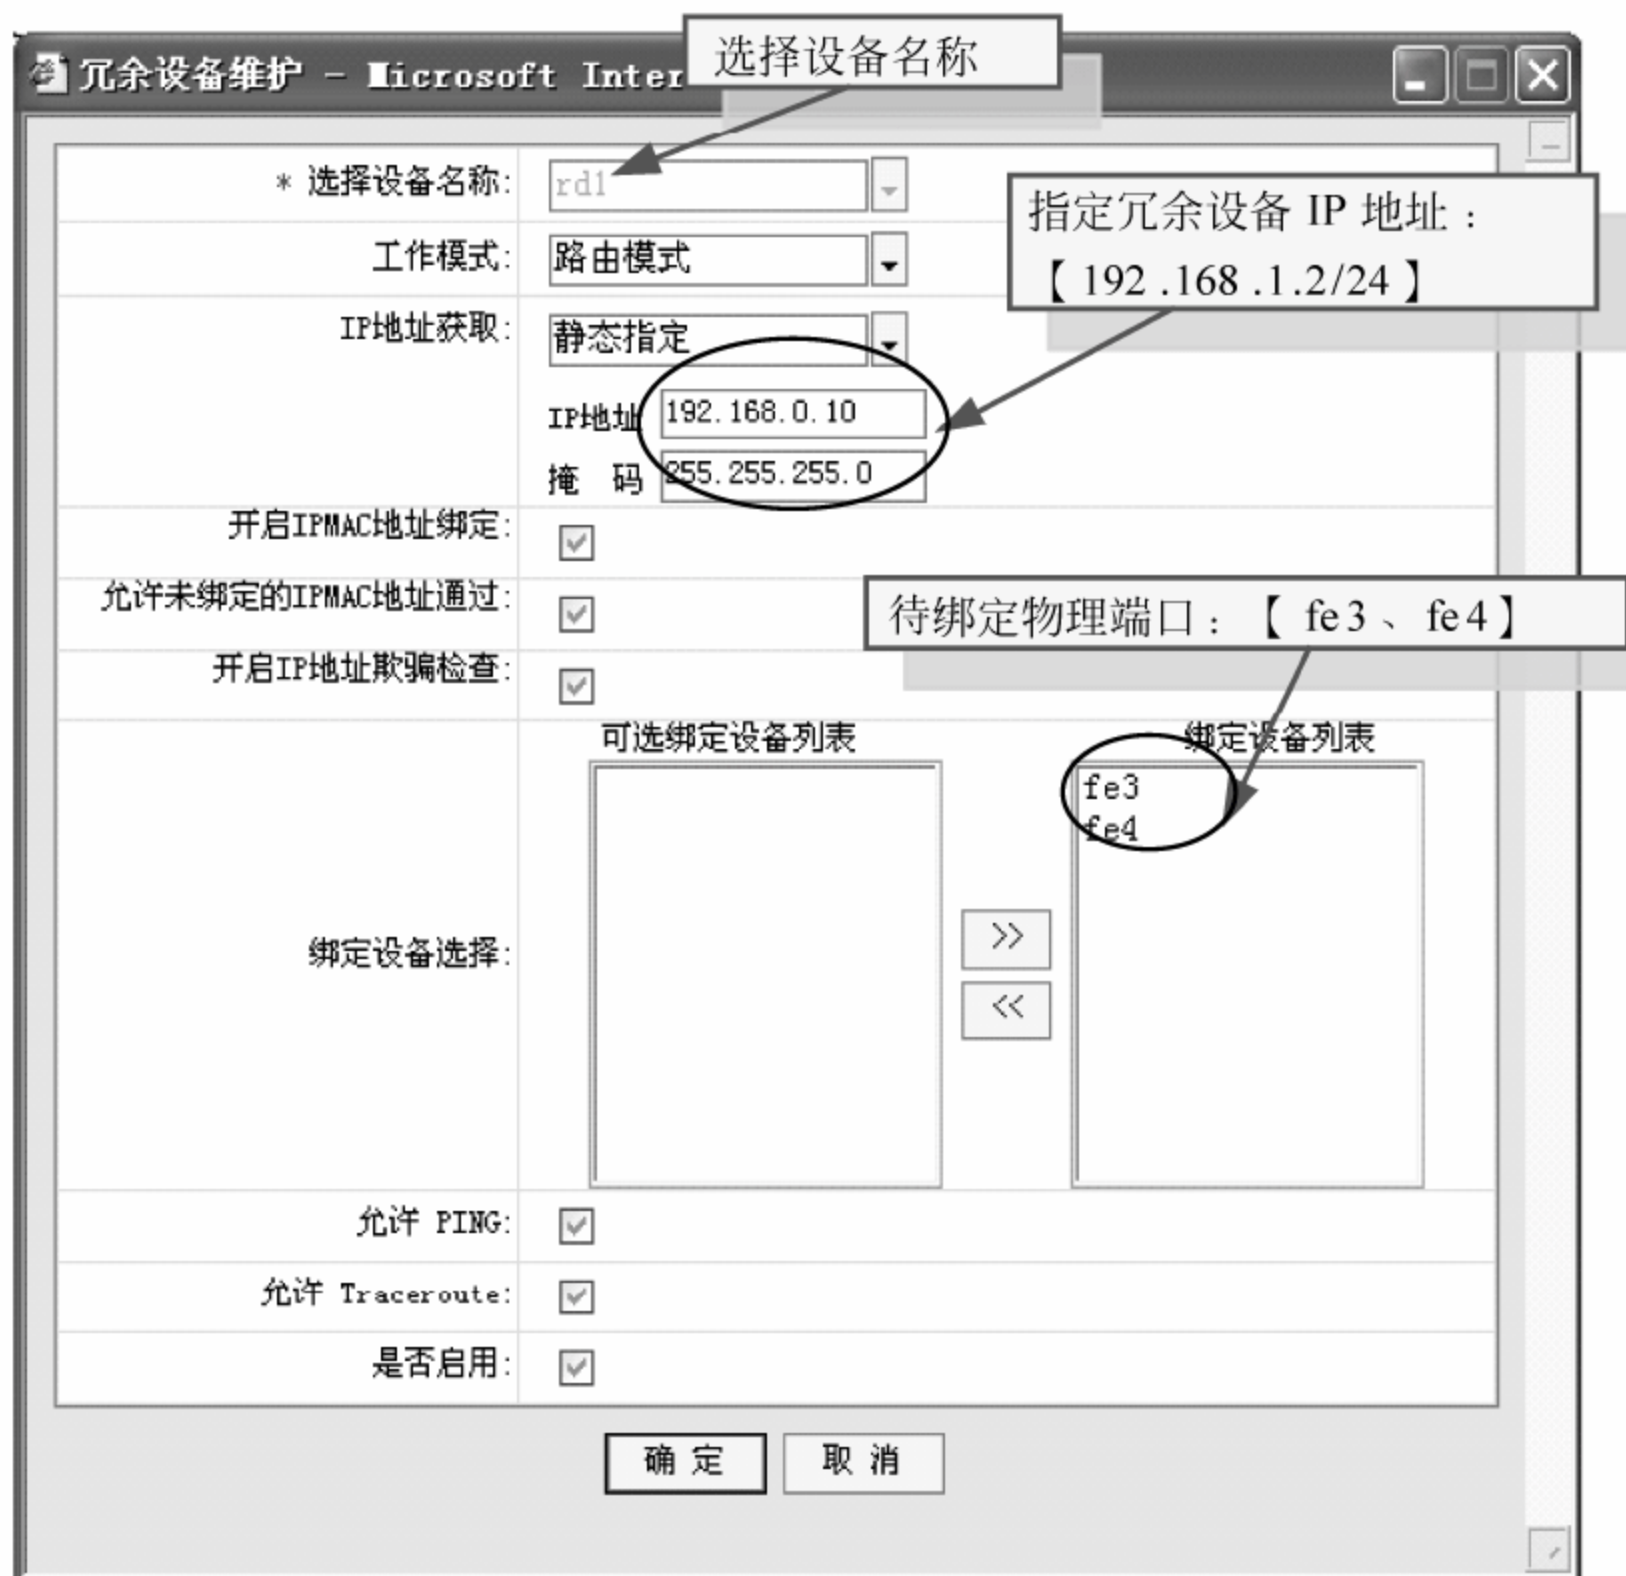 选择设备名称
冗余设备维护 - Microsoft Inter
* 选择设备名称: rd1
指定冗余设备 IP 地址：
【192.168.1.2/24】
工作模式: 路由模式
IP地址获取: 静态指定
IP地址 192.168.0.10
掩 码 255.255.255.0
开启IPMAC地址绑定:
允许未绑定的IPMAC地址通过:
待绑定物理端口：【fe3、fe4】
开启IP地址欺骗检查:
可选绑定设备列表 绑定设备列表
fe3
fe4
>>
绑定设备选择:
<<
允许 PING:
允许 Traceroute:
是否启用:
确 定 取 消